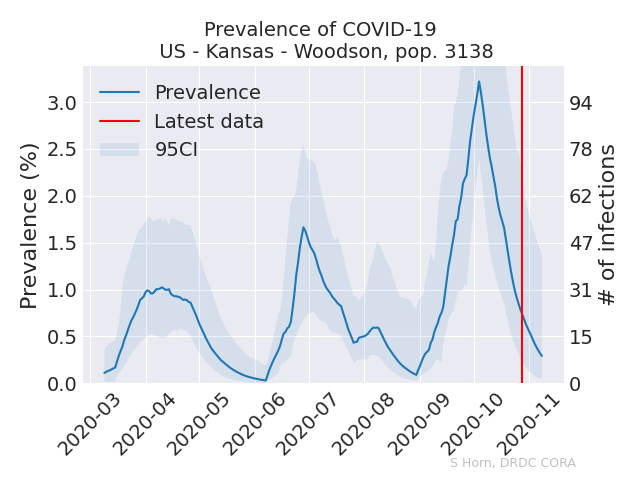 Prevalence of COVID-19
US - Kansas - Woodson, pop. 3138
Prevalence
Latest data
95CI
Prevalence (%)
3.0
2.5
2.0
1.5
1.0
0.5
0.0
94
78
62
47
31
15
0
# of infections
2020-03
2020-04
2020-05
2020-06
2020-07
2020-08
2020-09
2020-10
2020-11
S Horn, DRDC CORA